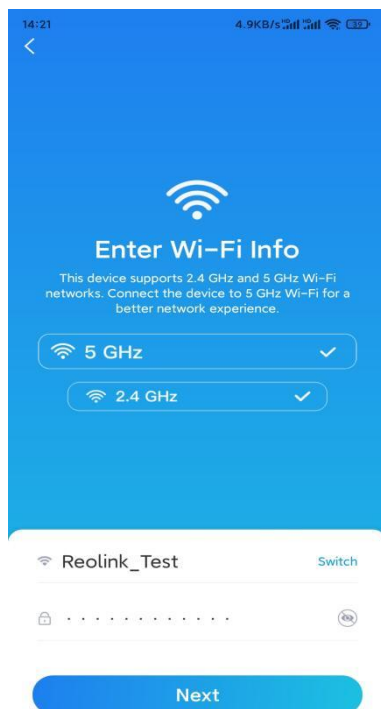 14:21 4.9KB/s 39
Enter Wi-Fi Info
This device supports 2.4 GHz and 5 GHz Wi-Fi
networks. Connect the device to 5 GHz Wi-Fi for a
better network experience.
5 GHz
2.4 GHz
Reolink_Test Switch
Next